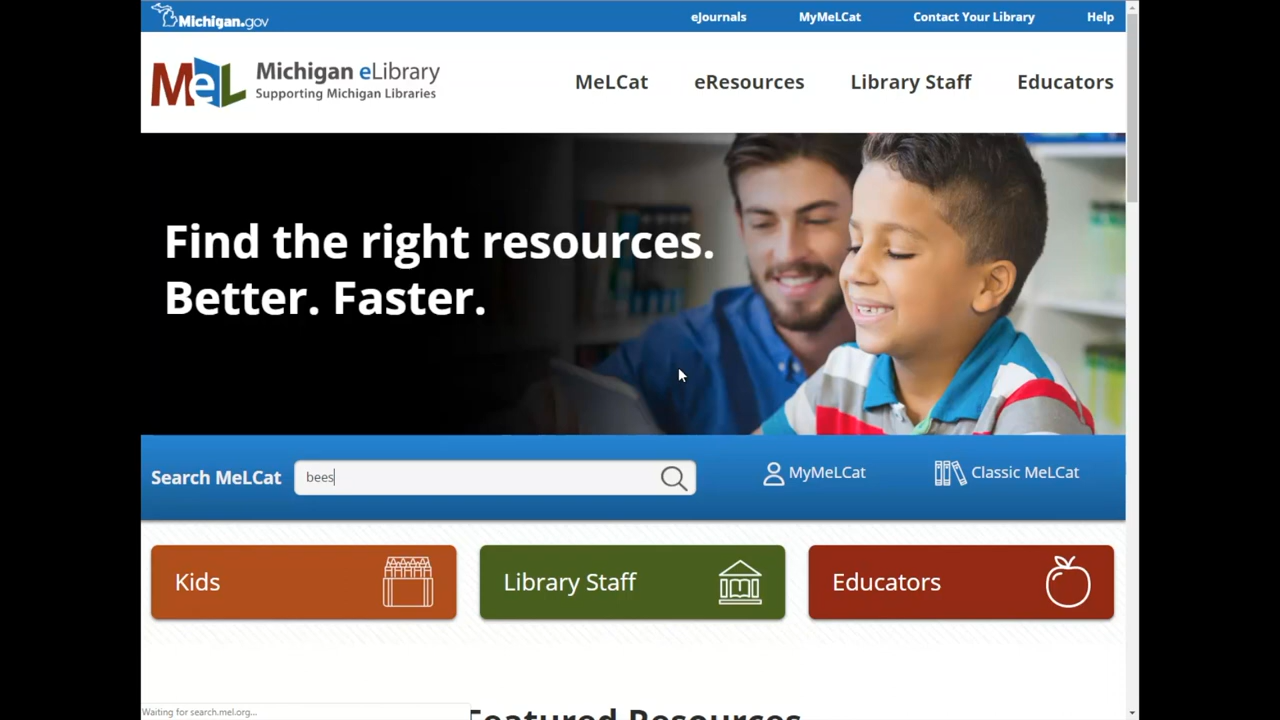 Michigan.gov
eJournals
MyMeLCat
Contact Your Library
Help
MeL
Michigan eLibrary
Supporting Michigan Libraries
MeLCat
eResources
Library Staff
Educators
Find the right resources.
Better. Faster.
Search MeLCat
bees
MyMeLCat
Classic MeLCat
Kids
Library Staff
Educators
Featured Resources
Waiting for search.mel.org...